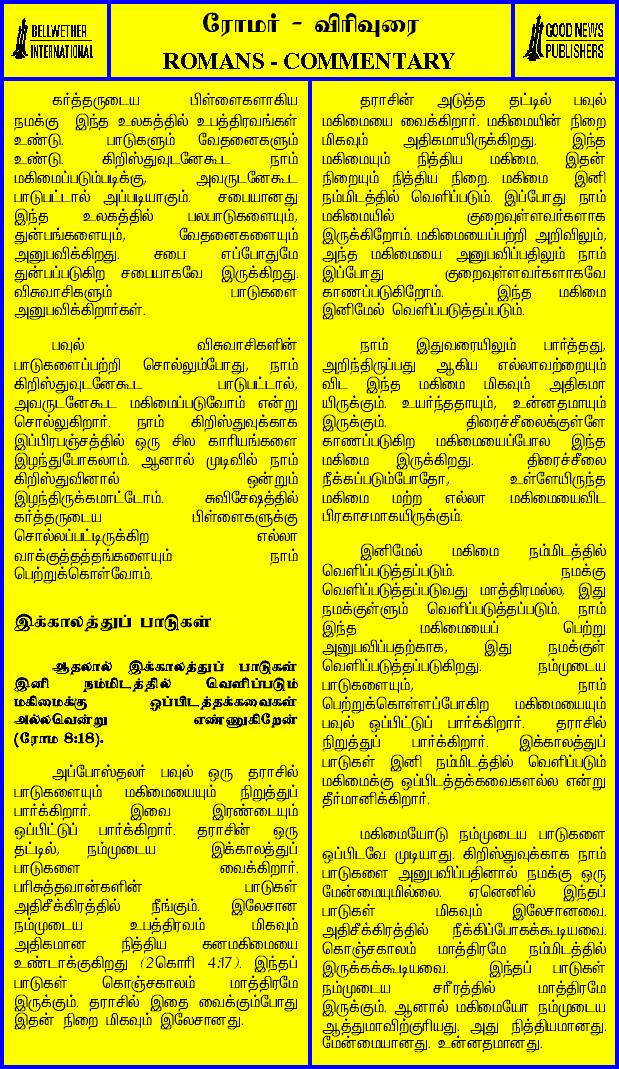 BELLWETHER
INTERNATIONAL
ரோமர் - விரிவுரை
ROMANS - COMMENTARY
GOOD NEWS
PUBLISHERS
கர்த்தருடைய பிள்ளைகளாகிய
நமக்கு இந்த உலகத்தில் உபத்திரவங்கள்
உண்டு. பாடுகளும் வேதனைகளும்
உண்டு. கிறிஸ்துவுடனேகூட நாம்
மகிமைப்படும்படிக்கு, அவருடனேகூட
பாடுபட்டால் அப்படியாகும். சபையானது
இந்த உலகத்தில் பலபாடுகளையும்,
துன்பங்களையும், வேதனைகளையும்
அனுபவிக்கிறது. சபை எப்போதுமே
துன்பப்படுகிற சபையாகவே இருக்கிறது.
விசுவாசிகளும் பாடுகளை
அனுபவிக்கிறார்கள்.
பவுல் விசுவாசிகளின்
பாடுகளைப்பற்றி சொல்லும்போது, நாம்
கிறிஸ்துவுடனேகூட பாடுபட்டால்,
அவருடனேகூட மகிமைப்படுவோம் என்று
சொல்லுகிறார். நாம் கிறிஸ்துவுக்காக
இப்பிரபஞ்சத்தில் ஒரு சில காரியங்களை
இழந்துபோகலாம். ஆனால் முடிவில் நாம்
கிறிஸ்துவினால் ஒன்றும்
இழந்திருக்கமாட்டோம். சுவிசேஷத்தில்
கர்த்தருடைய பிள்ளைகளுக்கு
சொல்லப்பட்டிருக்கிற எல்லா
வாக்குத்தத்தங்களையும் நாம்
பெற்றுக்கொள்வோம்.
இக்காலத்துப் பாடுகள்
ஆதலால் இக்காலத்துப் பாடுகள்
இனி நம்மிடத்தில் வெளிப்படும்
மகிமைக்கு ஒப்பிடத்தக்கவைகள்
அல்லவென்று எண்ணுகிறேன்
(ரோம 8:18).
அப்போஸ்தலர் பவுல் ஒரு தராசில்
பாடுகளையும் மகிமையையும் நிறுத்துப்
பார்க்கிறார். இவை இரண்டையும்
ஒப்பிட்டுப் பார்க்கிறார். தராசின் ஒரு
தட்டில், நம்முடைய இக்காலத்துப்
பாடுகளை வைக்கிறார்.
பரிசுத்தவான்களின் பாடுகள்
அதிசீக்கிரத்தில் நீங்கும். இலேசான
நம்முடைய உபத்திரவம் மிகவும்
அதிகமான நித்திய கனமகிமையை
உண்டாக்குகிறது (2கொரி 4:17). இந்தப்
பாடுகள் கொஞ்சகாலம் மாத்திரமே
இருக்கும். தராசில் இதை வைக்கும்போது
இதன் நிறை மிகவும் இலேசானது.
தராசின் அடுத்த தட்டில் பவுல்
மகிமையை வைக்கிறார். மகிமையின் நிறை
மிகவும் அதிகமாயிருக்கிறது. இந்த
மகிமையும் நித்திய மகிமை. இதன்
நிறையும் நித்திய நிறை. மகிமை இனி
நம்மிடத்தில் வெளிப்படும். இப்போது நாம்
மகிமையில் குறைவுள்ளவர்களாக
இருக்கிறோம். மகிமையைப்பற்றி அறிவிலும்,
அந்த மகிமையை அனுபவிப்பதிலும் நாம்
இப்போது குறைவுள்ளவர்களாகவே
காணப்படுகிறோம். இந்த மகிமை
இனிமேல் வெளிப்படுத்தப்படும்.
நாம் இதுவரையிலும் பார்த்தது,
அறிந்திருப்பது ஆகிய எல்லாவற்றையும்
விட இந்த மகிமை மிகவும் அதிகமா
யிருக்கும். உயர்ந்ததாயும், உன்னதமாயும்
இருக்கும். திரைச்சீலைக்குள்ளே
காணப்படுகிற மகிமையைப்போல இந்த
மகிமை இருக்கிறது. திரைச்சீலை
நீக்கப்படும்போதோ, உள்ளேயிருந்த
மகிமை மற்ற எல்லா மகிமையைவிட
பிரகாசமாகயிருக்கும்.
இனிமேல் மகிமை நம்மிடத்தில்
வெளிப்படுத்தப்படும். நமக்கு
வெளிப்படுத்தப்படுவது மாத்திரமல்ல, இது
நமக்குள்ளும் வெளிப்படுத்தப்படும். நாம்
இந்த மகிமையைப் பெற்று
அனுபவிப்பதற்காக, இது நமக்குள்
வெளிப்படுத்தப்படுகிறது. நம்முடைய
பாடுகளையும், நாம்
பெற்றுக்கொள்ளப்போகிற மகிமையையும்
பவுல் ஒப்பிட்டுப் பார்க்கிறார். தராசில்
நிறுத்துப் பார்க்கிறார். இக்காலத்துப்
பாடுகள் இனி நம்மிடத்தில் வெளிப்படும்
மகிமைக்கு ஒப்பிடத்தக்கவைகளல்ல என்று
தீர்மானிக்கிறார்.
மகிமையோடு நம்முடைய பாடுகளை
ஒப்பிடவே முடியாது. கிறிஸ்துவுக்காக நாம்
பாடுகளை அனுபவிப்பதினால் நமக்கு ஒரு
மேன்மையுமில்லை. ஏனெனில் இந்தப்
பாடுகள் மிகவும் இலேசானவை.
அதிசீக்கிரத்தில் நீக்கிப்போகக்கூடியவை.
கொஞ்சகாலம் மாத்திரமே நம்மிடத்தில்
இருக்கக்கூடியவை. இந்தப் பாடுகள்
நம்முடைய சரீரத்தில் மாத்திரமே
இருக்கும். ஆனால் மகிமையோ நம்முடைய
ஆத்துமாவிற்குரியது. அது நித்தியமானது.
மேன்மையானது. உன்னதமானது.